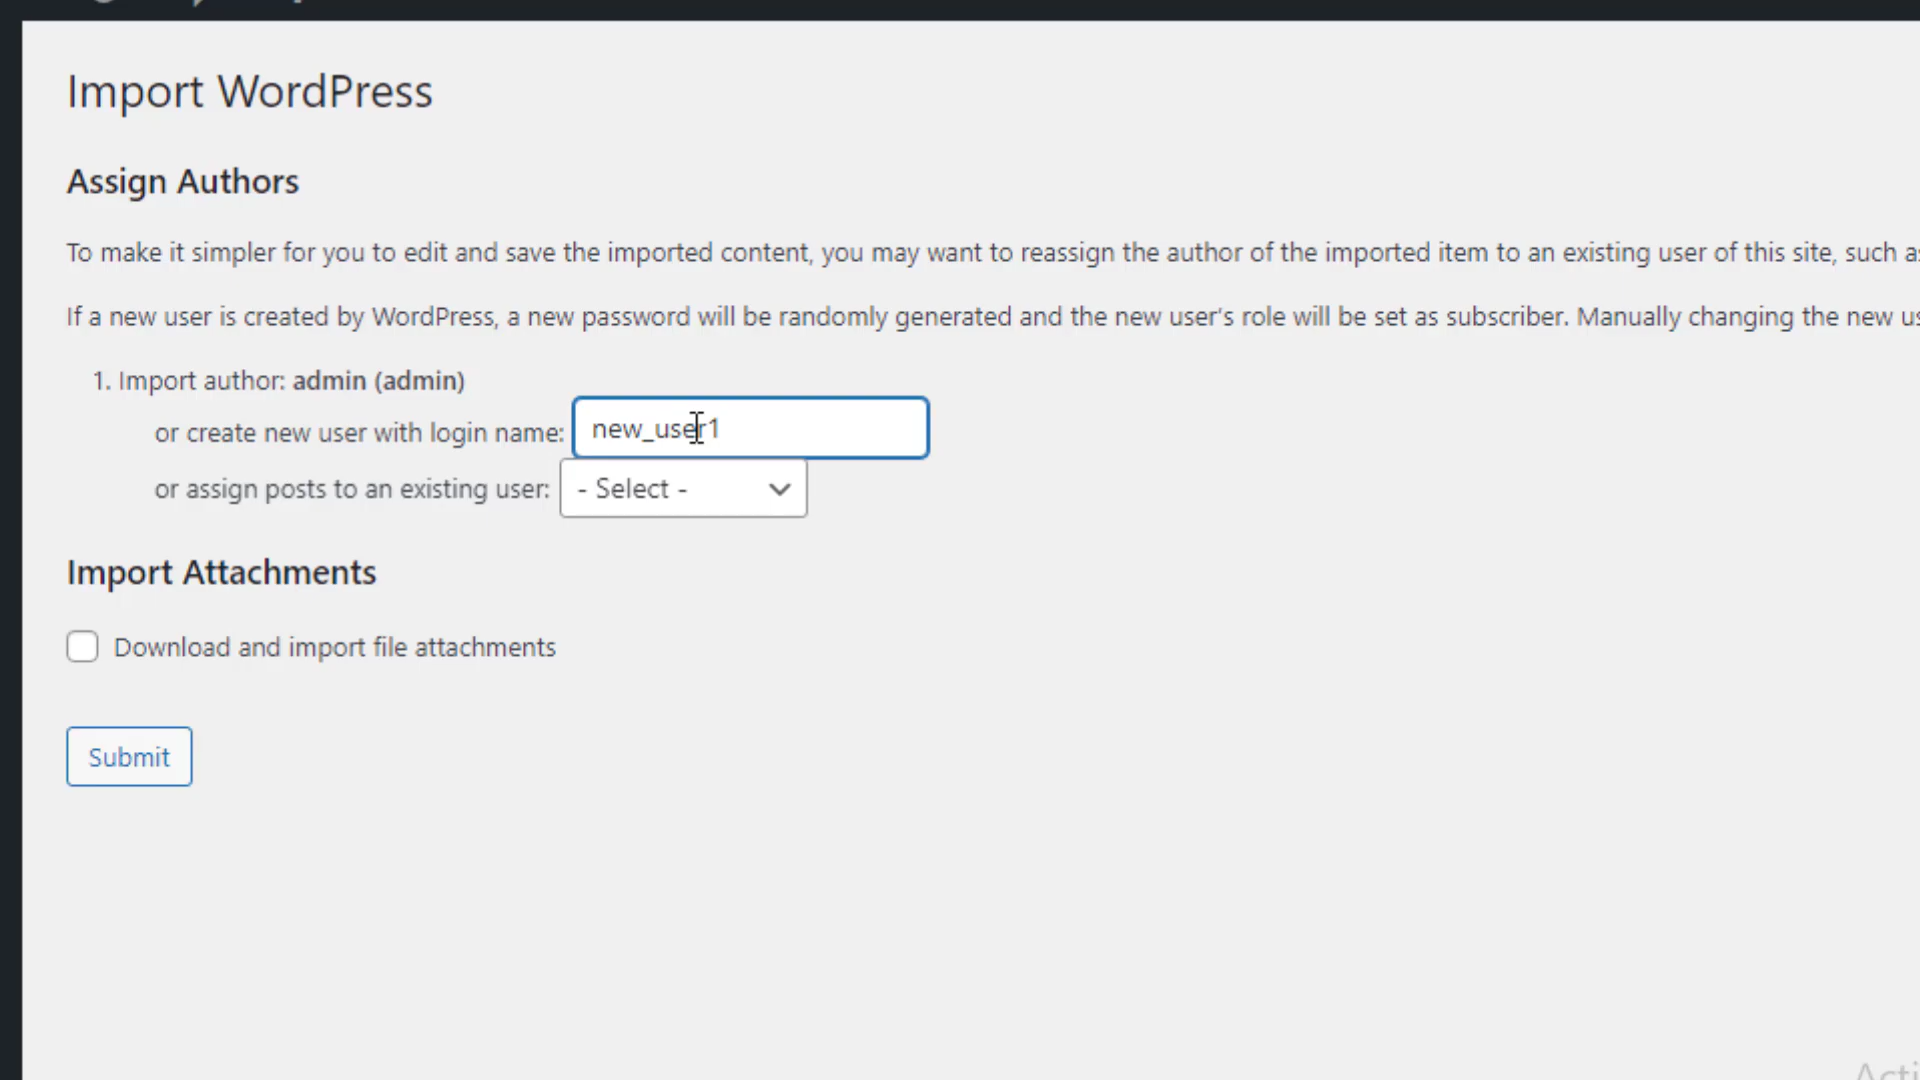 Import WordPress
Assign Authors
To make it simpler for you to edit and save the imported content, you may want to reassign the author of the imported item to an existing user of this site, such as
If a new user is created by WordPress, a new password will be randomly generated and the new user's role will be set as subscriber. Manually changing the new us
1. Import author: admin (admin)
or create new user with login name: new_user1
or assign posts to an existing user: - Select -
Import Attachments
Download and import file attachments
Submit